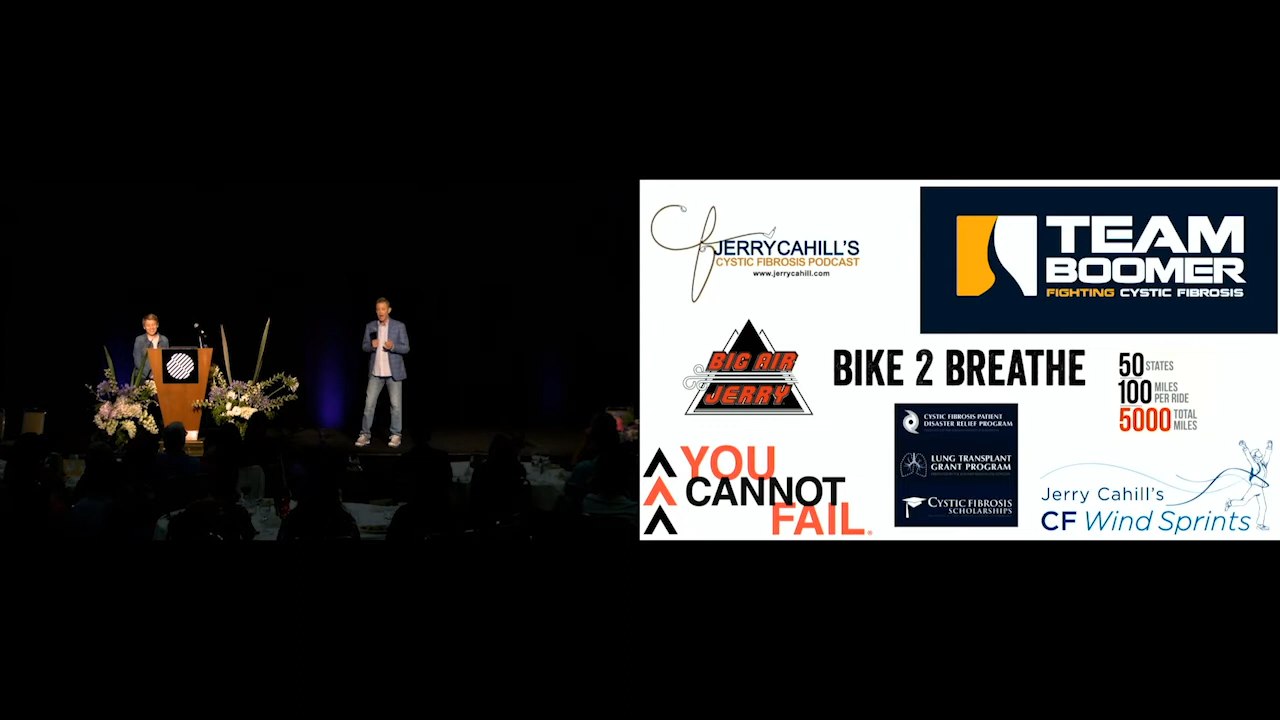 JERRYCAHILL'S
CYSTIC FIBROSIS PODCAST
www.jerrycahill.com
TEAM
BOOMER
FIGHTING CYSTIC FIBROSIS
BIG AIR
JERRY
BIKE 2 BREATHE
50 STATES
100 MILES PER RIDE
5000 TOTAL MILES
CYSTIC FIBROSIS PATIENT
DISASTER RELIEF PROGRAM
LUNG TRANSPLANT
GRANT PROGRAM
CYSTIC FIBROSIS
SCHOLARSHIPS
YOU
CANNOT
FAIL®
Jerry Cahill's
CF Wind Sprints